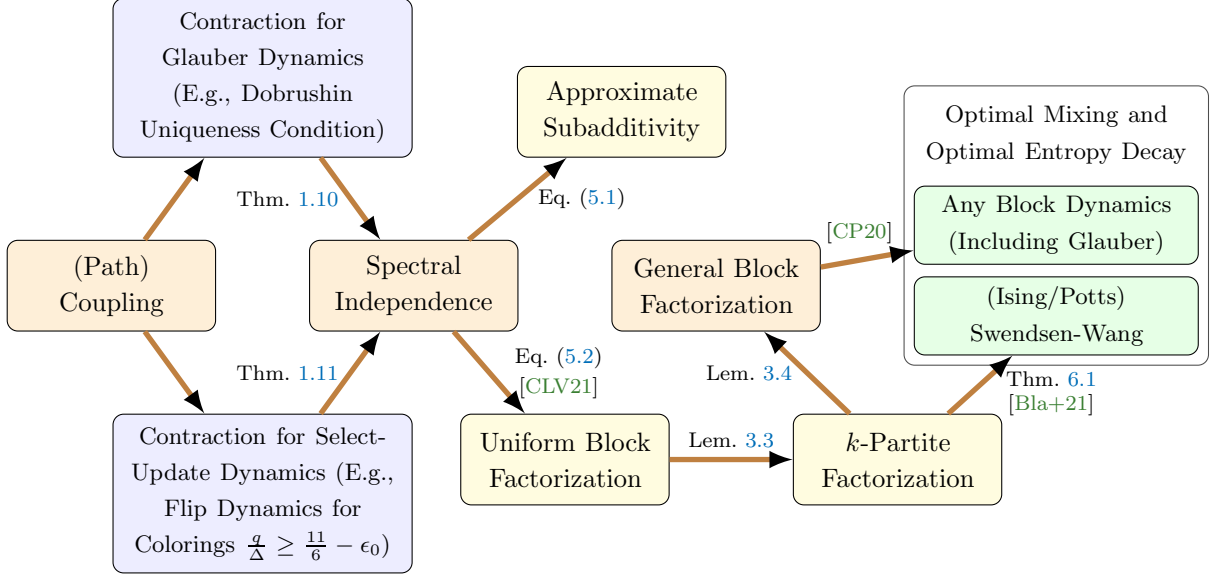 Contraction for
Glauber Dynamics
(E.g., Dobrushin
Uniqueness Condition)
Thm. 1.10
(Path)
Coupling
Thm. 1.11
Contraction for Select-
Update Dynamics (E.g.,
Flip Dynamics for
Colorings q/Δ ≥ 11/6 − ϵ₀)
Spectral
Independence
Approximate
Subadditivity
Eq. (5.1)
Eq. (5.2)
[CLV21]
Uniform Block
Factorization
Lem. 3.3
k-Partite
Factorization
Lem. 3.4
General Block
Factorization
[CP20]
Thm. 6.1
[Bla+21]
Optimal Mixing and
Optimal Entropy Decay
Any Block Dynamics
(Including Glauber)
(Ising/Potts)
Swendsen-Wang